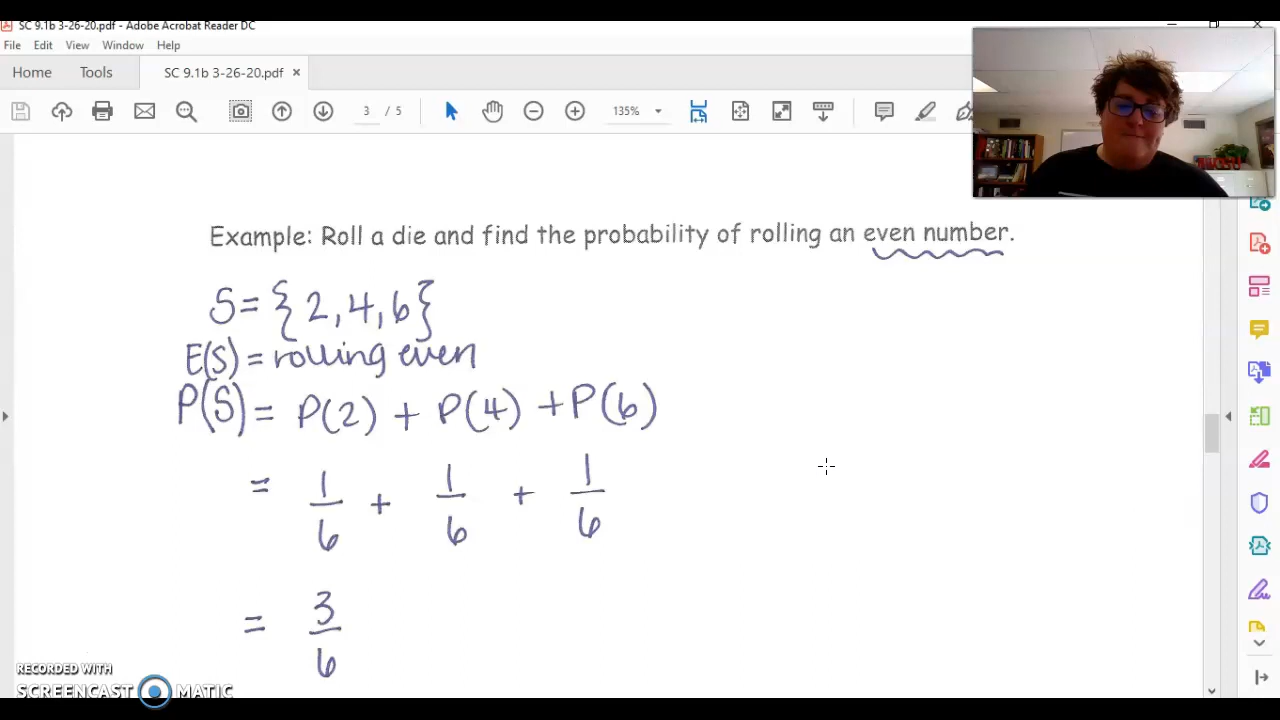 SC 9.1b 3-26-20.pdf - Adobe Acrobat Reader DC
File Edit View Window Help
Home Tools SC 9.1b 3-26-20.pdf ×
3 / 5 135%
Example: Roll a die and find the probability of rolling an even number.
S = {2, 4, 6}
E(S) = rolling even
P(S) = P(2) + P(4) + P(6)
= 1/6 + 1/6 + 1/6
= 3/6
RECORDED WITH
SCREENCAST MATIC